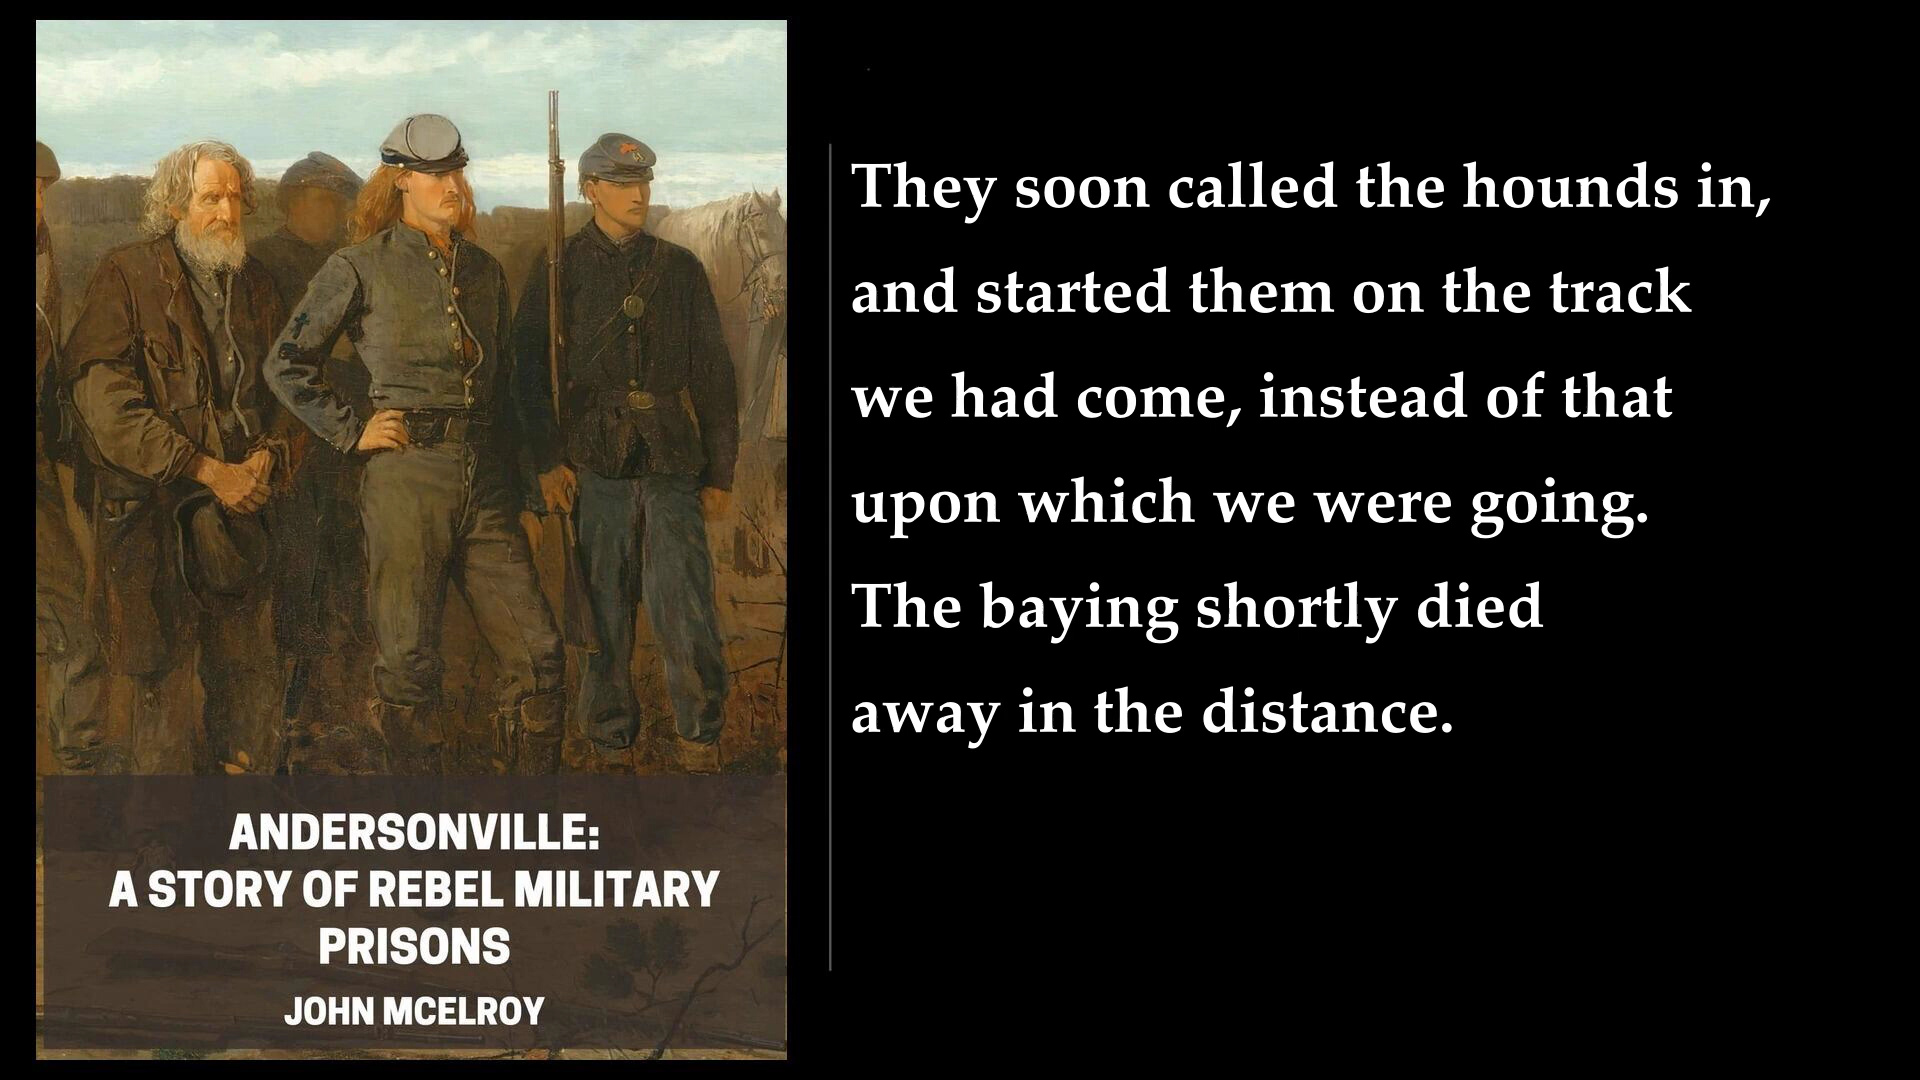 They soon called the hounds in,
and started them on the track
we had come, instead of that
upon which we were going.
The baying shortly died
away in the distance.
ANDERSONVILLE:
A STORY OF REBEL MILITARY
PRISONS
JOHN MCELROY